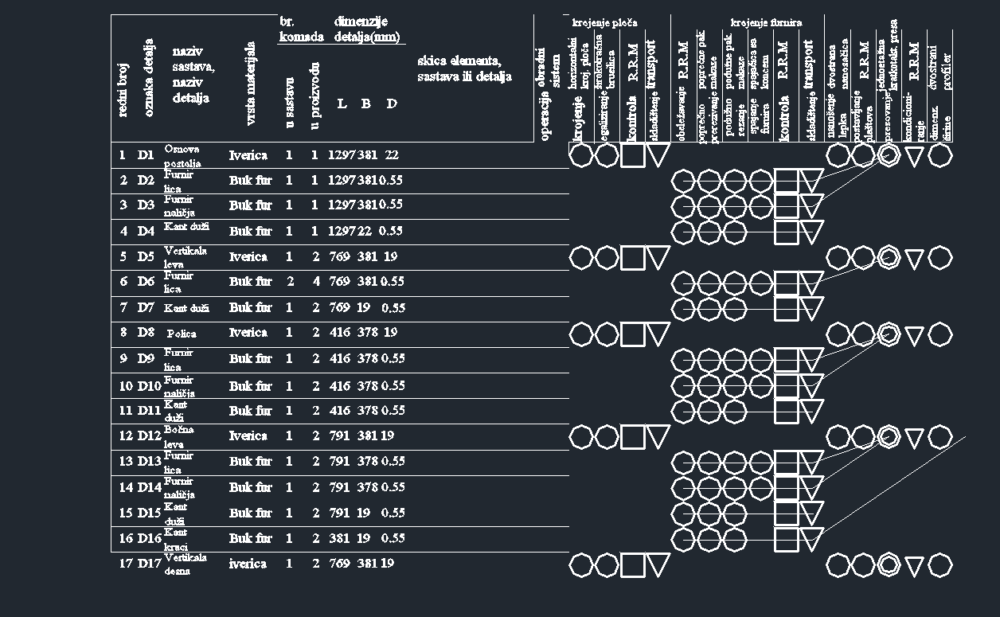 redni broj
oznaka detalja
naziv
sastava,
naziv
detalja
vrsta materijala
br.
komada
u sastavu
u proizvodu
dimenzije
detalja(mm)
L B D
skica elementa,
sastava ili detalja
operacija obradni
sistem
krojenje ploča
krojenje horizontalni
kroj. ploča
egaliziranje širokotračna
brusilica
kontrola R.R.M
skladištenje transport
krojenje furnira
obdelžavanje R.R.M
poprečno poprečne pak.
prerezivanje makaze
podužno podužne pak
rezanje makaze
spajanje spajačica sa
furnira koncem
kontrola R.R.M
skladištenje transport
nanošenje dvostrana
lepka nanosačica
postavljanje R.R.M
plaštova
presovanje jednoetažna
kratkotakt. presa
kondicioni- R.R.M
ranje
dimenz. dvostrani
širine profiler
1 D1 Osnova postolja Iverica 1 1 1297 381 22
2 D2 Furnir lica Buk fur 1 1 1297 381 0.55
3 D3 Furnir naličja Buk fur 1 1 1297 381 0.55
4 D4 Kant duži Buk fur 1 1 1297 22 0.55
5 D5 Vertikala leva Iverica 1 2 769 381 19
6 D6 Furnir lica Buk fur 2 4 769 381 0.55
7 D7 Kant duži Buk fur 1 2 769 19 0.55
8 D8 Polica Iverica 1 2 416 378 19
9 D9 Furnir lica Buk fur 1 2 416 378 0.55
10 D10 Furnir naličja Buk fur 1 2 416 378 0.55
11 D11 Kant duži Buk fur 1 2 416 378 0.55
12 D12 Bočna leva Iverica 1 2 791 381 19
13 D13 Furnir lica Buk fur 1 2 791 378 0.55
14 D14 Furnir naličja Buk fur 1 2 791 378 0.55
15 D15 Kant duži Buk fur 1 2 791 19 0.55
16 D16 Kant kraci Buk fur 1 2 381 19 0.55
17 D17 Vertikala desna iverica 1 2 769 381 19